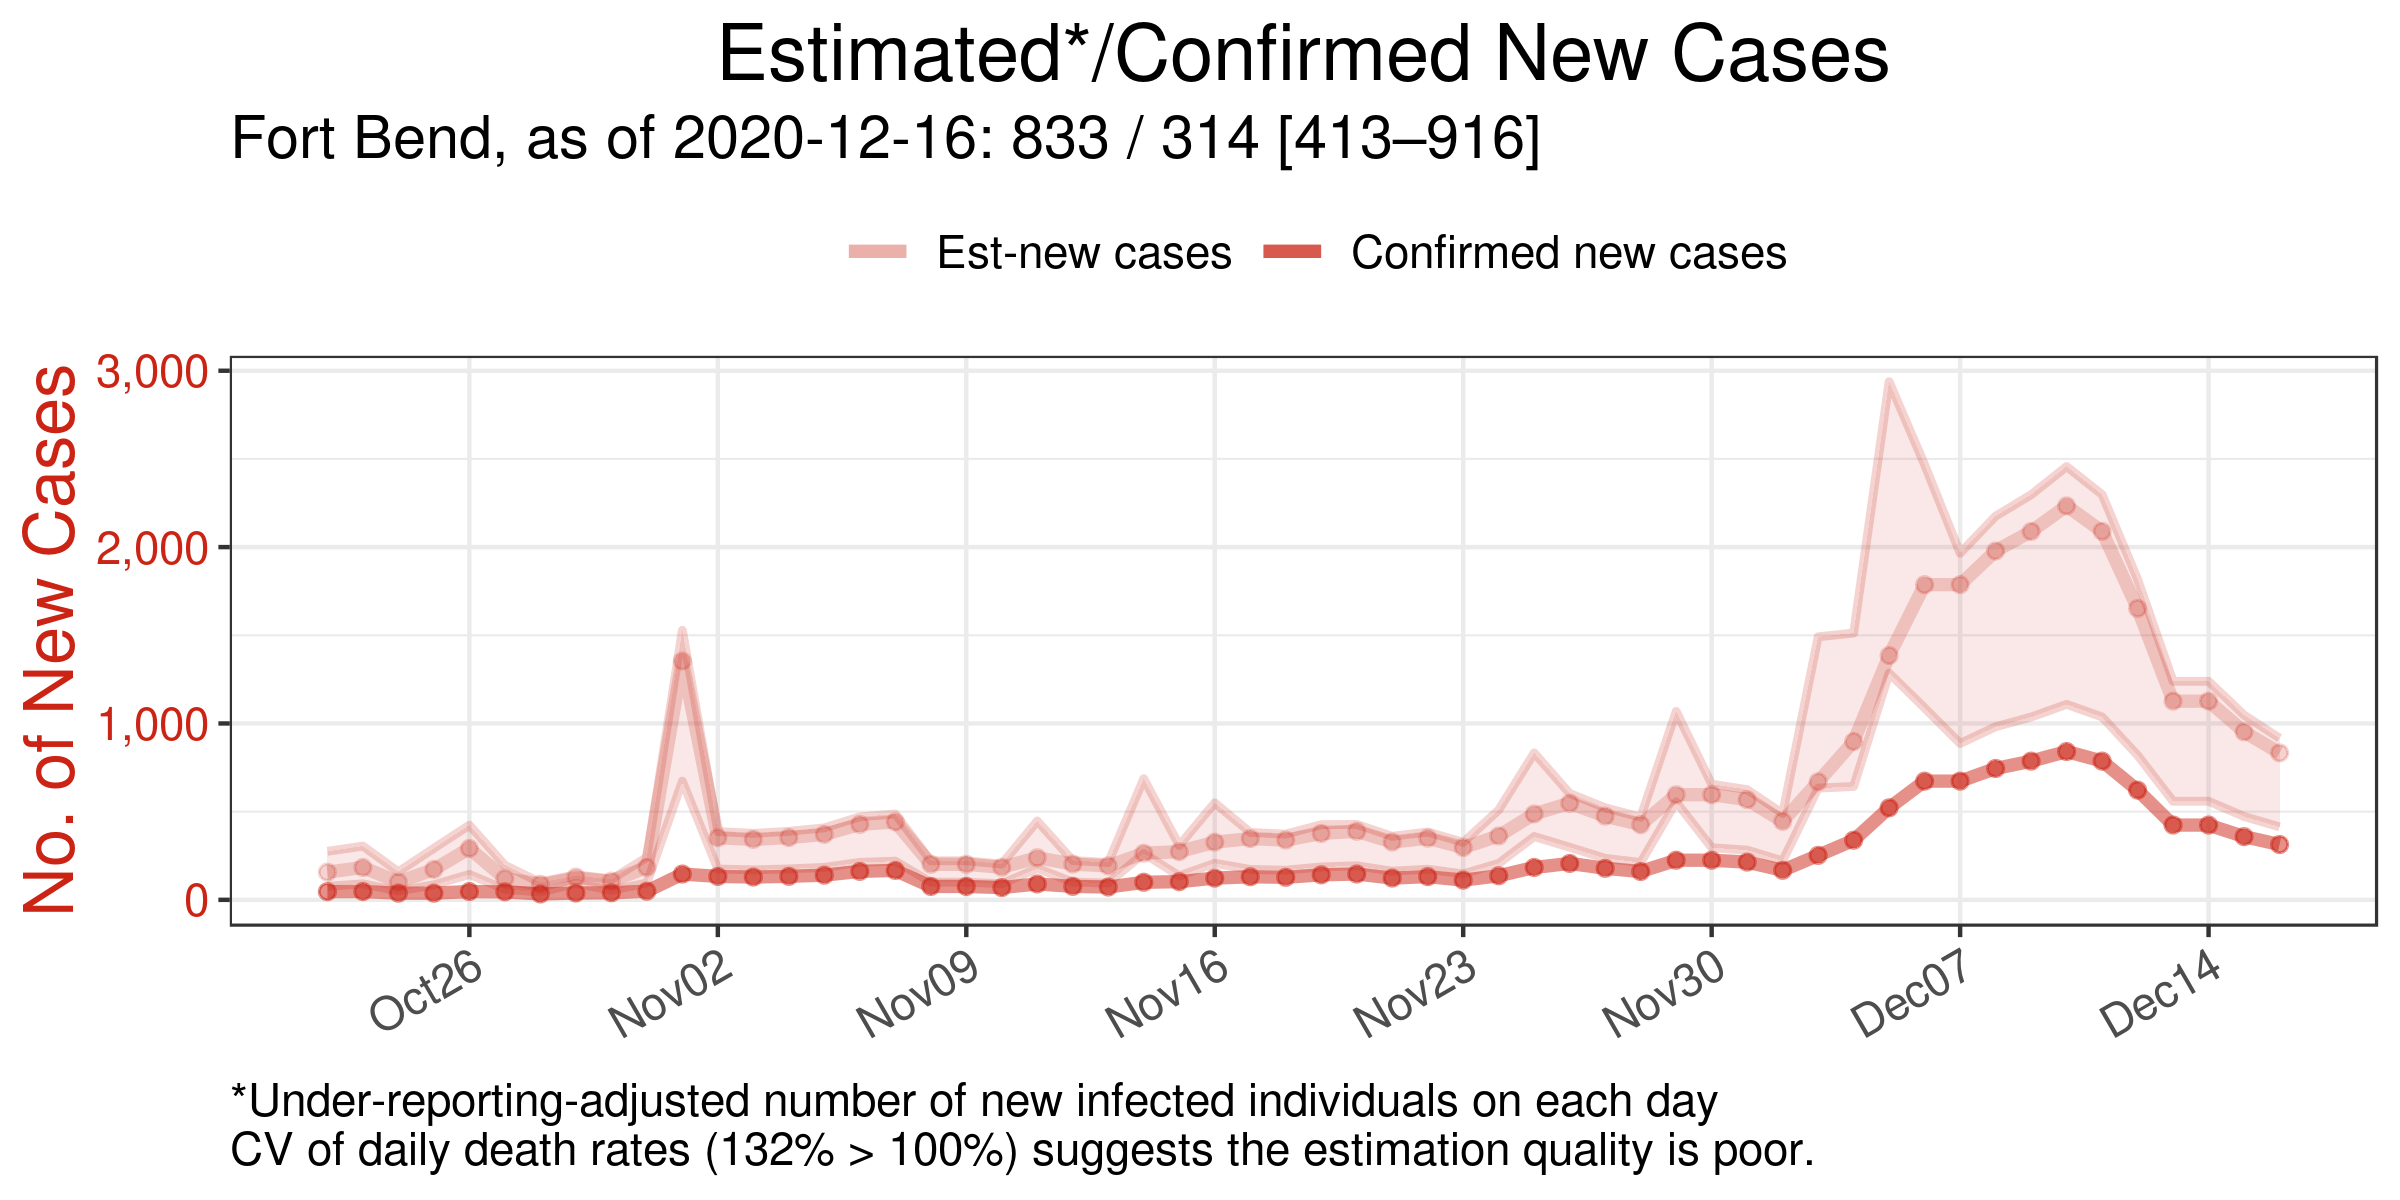 Estimated*/Confirmed New Cases
Fort Bend, as of 2020-12-16: 833 / 314 [413–916]
Est-new cases
Confirmed new cases
No. of New Cases
3,000
2,000
1,000
0
Oct26
Nov02
Nov09
Nov16
Nov23
Nov30
Dec07
Dec14
*Under-reporting-adjusted number of new infected individuals on each day
CV of daily death rates (132% > 100%) suggests the estimation quality is poor.